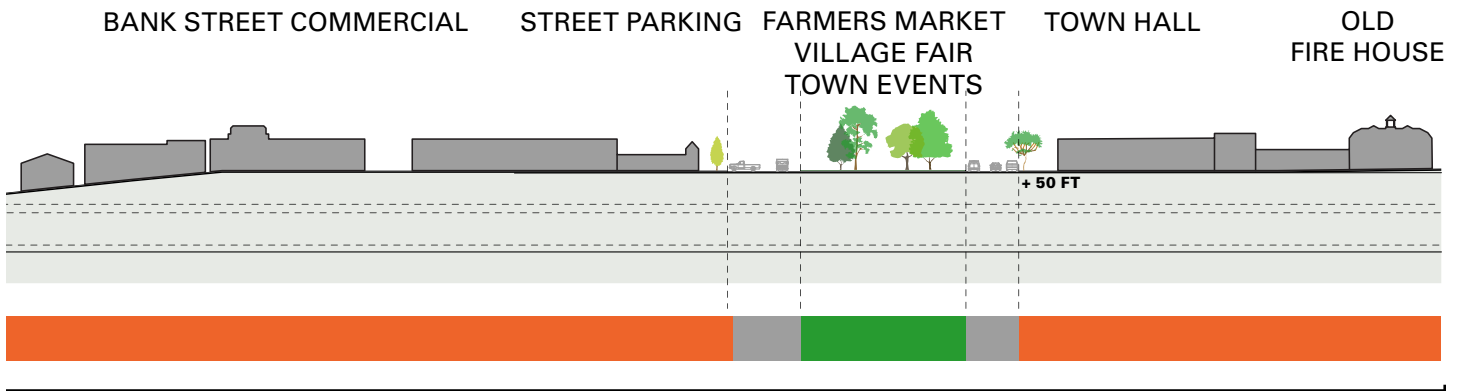 BANK STREET COMMERCIAL
STREET PARKING
FARMERS MARKET
VILLAGE FAIR
TOWN EVENTS
TOWN HALL
OLD
FIRE HOUSE
+ 50 FT